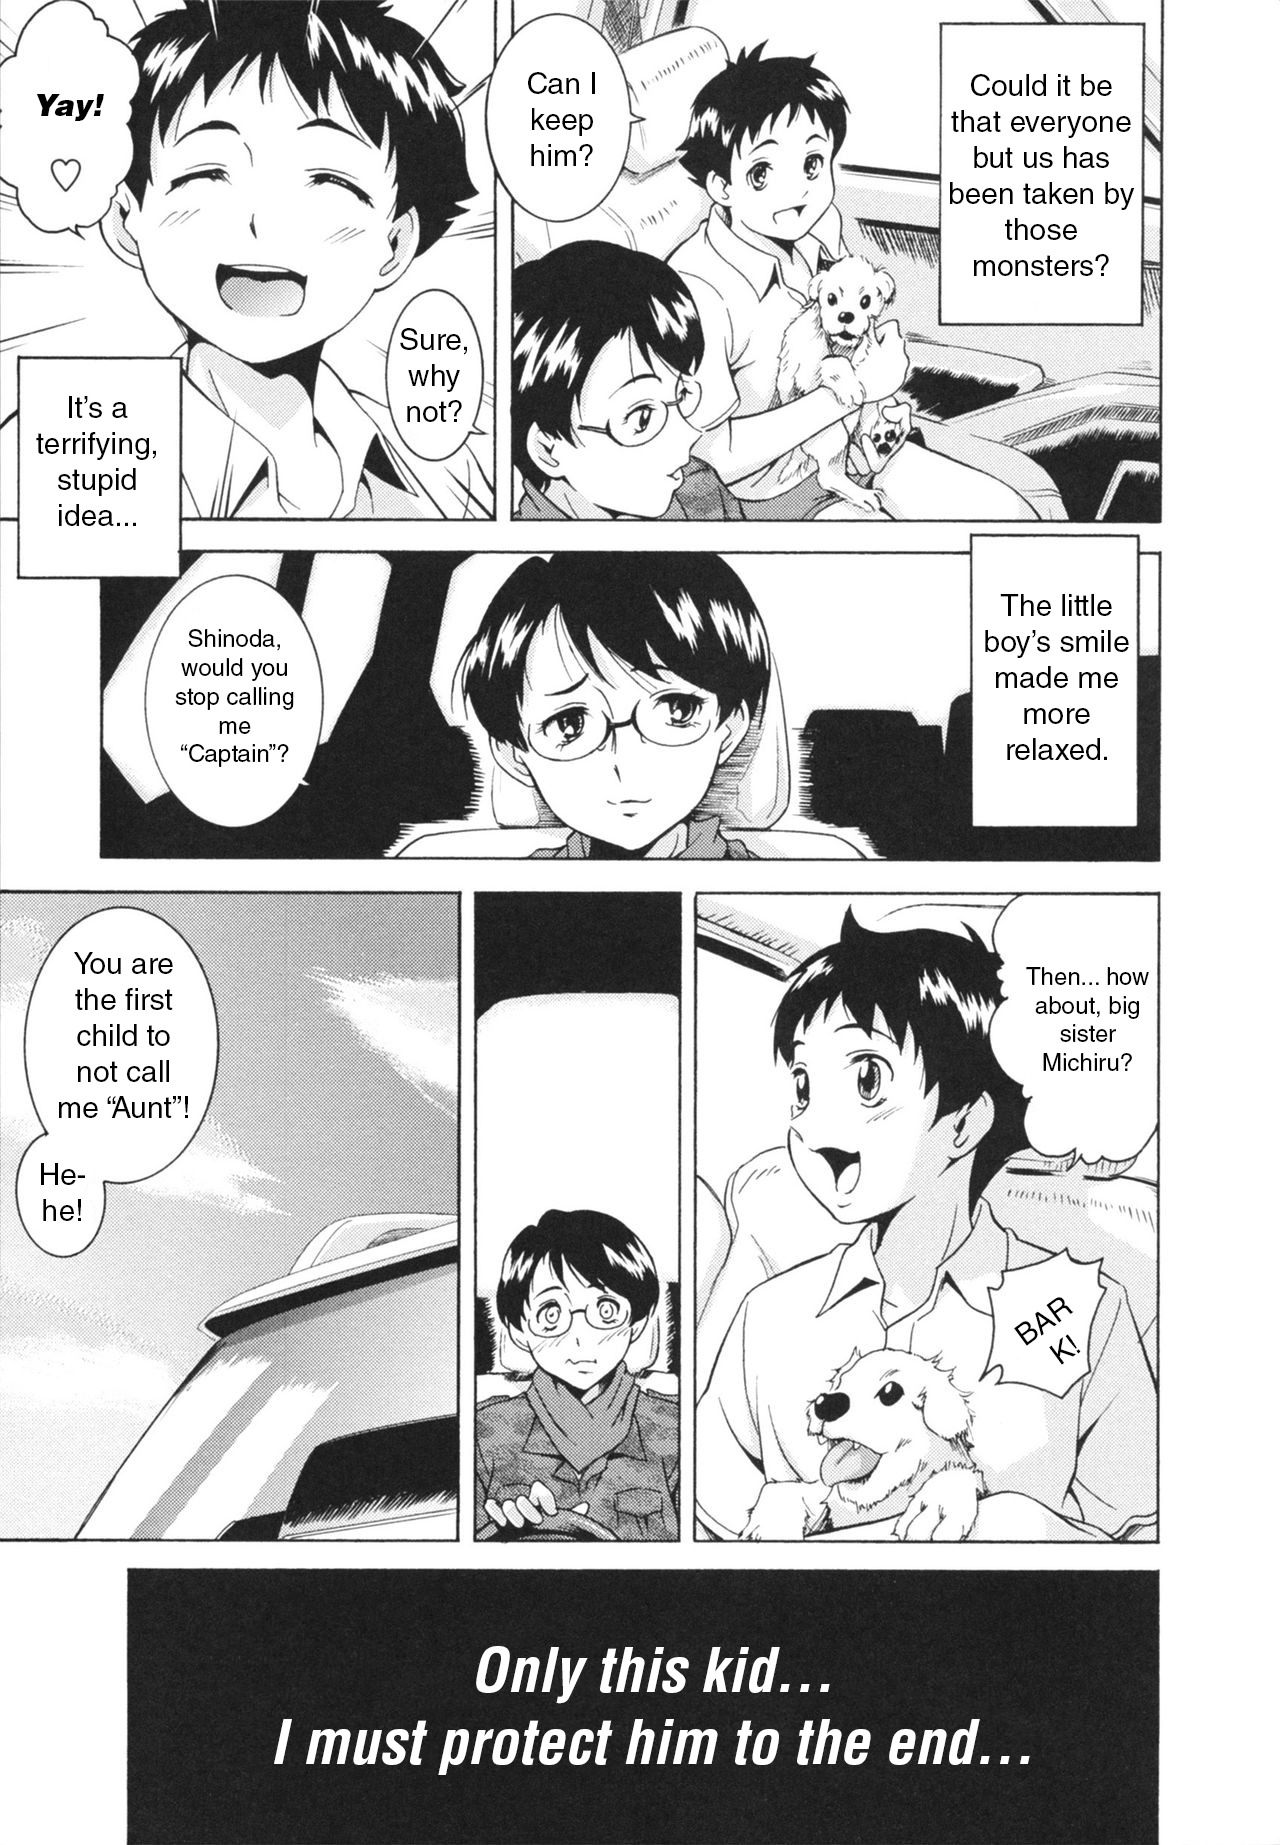 Could it be
that everyone
but us has
been taken by
those
monsters?
Can I
keep
him?
Sure,
why
not?
Yay!
♡
It's a
terrifying,
stupid
idea...
The little
boy's smile
made me
more
relaxed.
Shinoda,
would you
stop calling
me
“Captain”?
Then... how
about, big
sister
Michiru?
BAR
K!
You are
the first
child to
not call
me “Aunt”!
He-
he!
Only this kid...
I must protect him to the end...